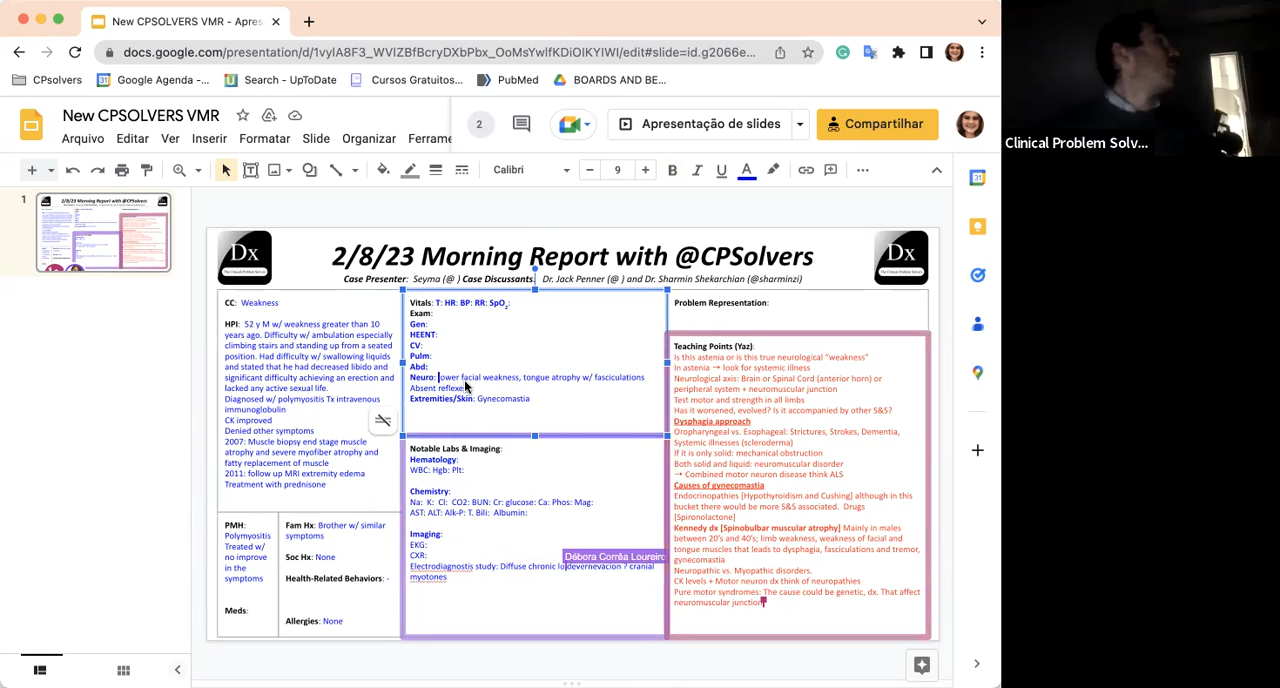 New CPSOLVERS VMR - Apres
docs.google.com/presentation/d/1vyIA8F3_WVIZBfBcryDXbPbx_OoMsYwlfKDiOIKYIWI/edit#slide=id.g2066e...
CPsolvers
Google Agenda -...
Search - UpToDate
Cursos Gratuitos...
PubMed
BOARDS AND BE...
New CPSOLVERS VMR
Arquivo Editar Ver Inserir Formatar Slide Organizar Ferrame
2
Apresentação de slides
Compartilhar
Calibri
9
1
Dx
The Clinical Problem Solvers
2/8/23 Morning Report with @CPSolvers
Case Presenter: Seyma (@ ) Case Discussants: Dr. Jack Penner (@ ) and Dr. Sharmin Shekarchian (@sharminzi)
Dx
The Clinical Problem Solvers
CC: Weakness
HPI: 52 y M w/ weakness greater than 10
years ago. Difficulty w/ ambulation especially
climbing stairs and standing up from a seated
position. Had difficulty w/ swallowing liquids
and stated that he had decreased libido and
significant difficulty achieving an erection and
lacked any active sexual life.
Diagnosed w/ polymyositis Tx intravenous
immunoglobulin
CK improved
Denied other symptoms
2007: Muscle biopsy end stage muscle
atrophy and severe myofiber atrophy and
fatty replacement of muscle
2011: follow up MRI extremity edema
Treatment with prednisone
PMH:
Polymyositis
Treated w/
no improve
in the
symptoms
Meds:
Fam Hx: Brother w/ similar
symptoms
Soc Hx: None
Health-Related Behaviors: -
Allergies: None
Vitals: T: HR: BP: RR: SpO2:
Exam:
Gen:
HEENT:
CV:
Pulm:
Abd:
Neuro: lower facial weakness, tongue atrophy w/ fasciculations
Absent reflexes
Extremities/Skin: Gynecomastia
Notable Labs & Imaging:
Hematology:
WBC: Hgb: Plt:
Chemistry:
Na: K: Cl: CO2: BUN: Cr: glucose: Ca: Phos: Mag:
AST: ALT: Alk-P: T. Bili: Albumin:
Imaging:
EKG:
CXR:
Débora Corrêa Loureiro
Electrodiagnosis study: Diffuse chronic lo devernevacion ? cranial
myotones
Problem Representation:
Teaching Points (Yaz):
Is this astenia or is this true neurological "weakness"
In astenia → look for systemic illness
Neurological axis: Brain or Spinal Cord (anterior horn) or
peripheral system + neuromuscular junction
Test motor and strength in all limbs
Has it worsened, evolved? Is it accompanied by other S&S?
Dysphagia approach
Oropharyngeal vs. Esophageal: Strictures, Strokes, Dementia,
Systemic illnesses (scleroderma)
If it is only solid: mechanical obstruction
Both solid and liquid: neuromuscular disorder
→ Combined motor neuron disease think ALS
Causes of gynecomastia
Endocrinopathies [Hypothyroidism and Cushing] although in this
bucket there would be more S&S associated. Drugs
[Spironolactone]
Kennedy dx [Spinobulbar muscular atrophy] Mainly in males
between 20's and 40's; limb weakness, weakness of facial and
tongue muscles that leads to dysphagia, fasciculations and tremor,
gynecomastia
Neuropathic vs. Myopathic disorders.
CK levels + Motor neuron dx think of neuropathies
Pure motor syndromes: The cause could be genetic, dx. That affect
neuromuscular junction
Clinical Problem Solv...